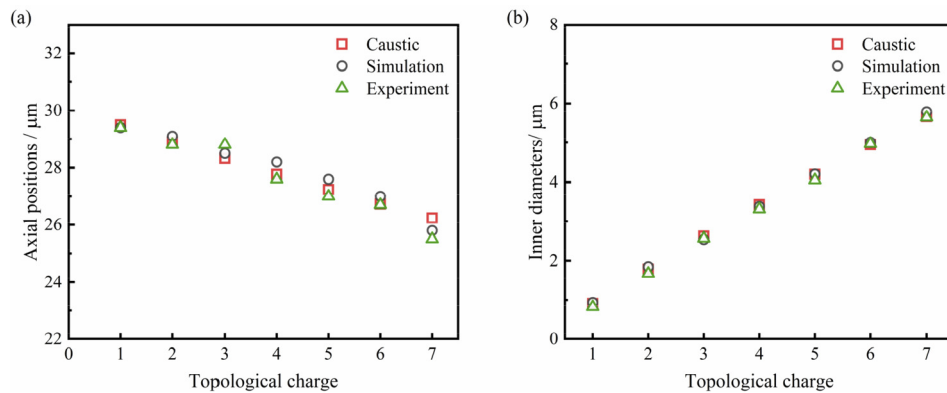 (a)
Axial positions / μm
32
30
28
26
24
22
0
1
2
3
4
5
6
7
Topological charge
Caustic
Simulation
Experiment
(b)
Inner diameters/ μm
8
6
4
2
0
1
2
3
4
5
6
7
Topological charge
Caustic
Simulation
Experiment